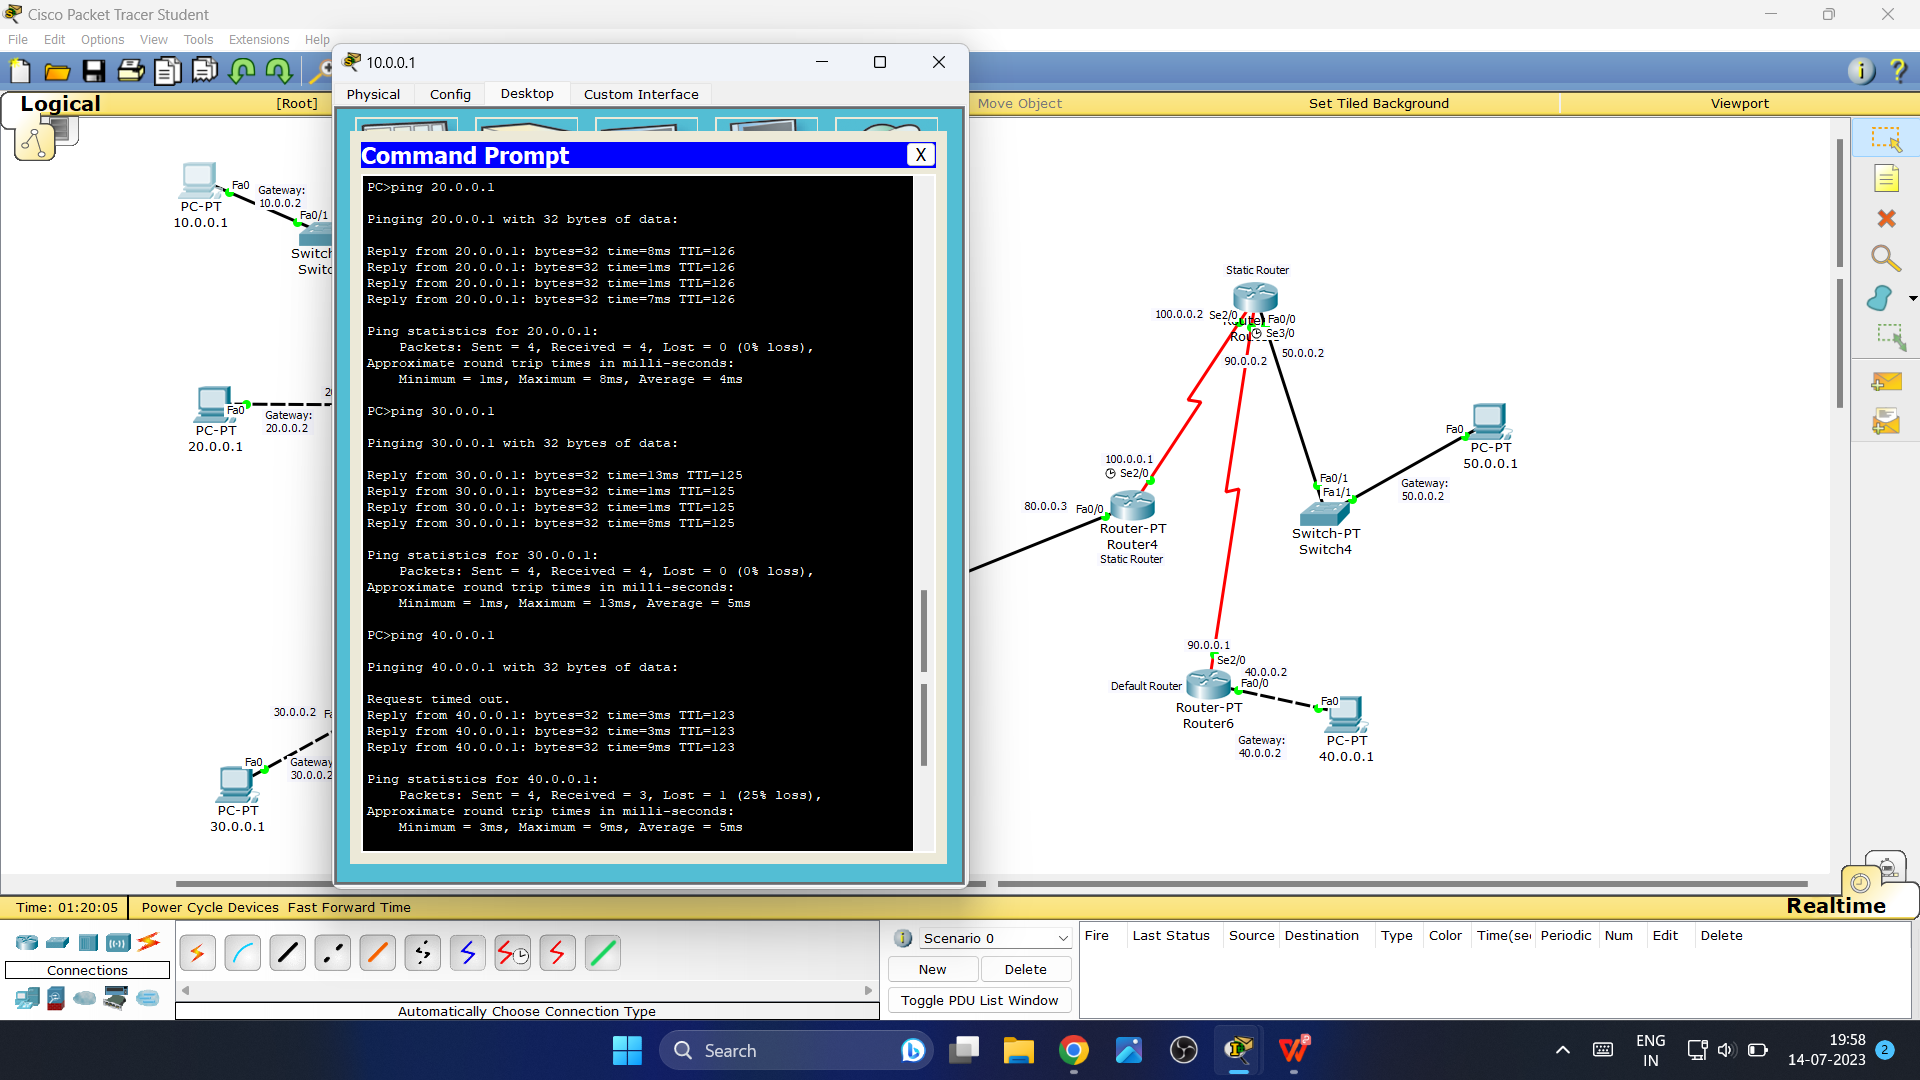 Cisco Packet Tracer Student
File Edit Options View Tools Extensions Help
Logical
[Root]
Move Object
Set Tiled Background
Viewport
10.0.0.1
Physical Config Desktop Custom Interface
Command Prompt
X
PC>ping 20.0.0.1
Pinging 20.0.0.1 with 32 bytes of data:
Reply from 20.0.0.1: bytes=32 time=8ms TTL=126
Reply from 20.0.0.1: bytes=32 time=1ms TTL=126
Reply from 20.0.0.1: bytes=32 time=1ms TTL=126
Reply from 20.0.0.1: bytes=32 time=7ms TTL=126
Ping statistics for 20.0.0.1:
Packets: Sent = 4, Received = 4, Lost = 0 (0% loss),
Approximate round trip times in milli-seconds:
Minimum = 1ms, Maximum = 8ms, Average = 4ms
PC>ping 30.0.0.1
Pinging 30.0.0.1 with 32 bytes of data:
Reply from 30.0.0.1: bytes=32 time=13ms TTL=125
Reply from 30.0.0.1: bytes=32 time=1ms TTL=125
Reply from 30.0.0.1: bytes=32 time=1ms TTL=125
Reply from 30.0.0.1: bytes=32 time=8ms TTL=125
Ping statistics for 30.0.0.1:
Packets: Sent = 4, Received = 4, Lost = 0 (0% loss),
Approximate round trip times in milli-seconds:
Minimum = 1ms, Maximum = 13ms, Average = 5ms
PC>ping 40.0.0.1
Pinging 40.0.0.1 with 32 bytes of data:
Request timed out.
Reply from 40.0.0.1: bytes=32 time=3ms TTL=123
Reply from 40.0.0.1: bytes=32 time=3ms TTL=123
Reply from 40.0.0.1: bytes=32 time=9ms TTL=123
Ping statistics for 40.0.0.1:
Packets: Sent = 4, Received = 3, Lost = 1 (25% loss),
Approximate round trip times in milli-seconds:
Minimum = 3ms, Maximum = 9ms, Average = 5ms
Fa0
Gateway:
10.0.0.2
PC-PT
10.0.0.1
Fa0/1
Switch
Switc
Fa0
Gateway:
20.0.0.2
PC-PT
20.0.0.1
30.0.0.2
Fa0
Gateway
30.0.0.2
PC-PT
30.0.0.1
Static Router
100.0.0.2 Se2/0
Fa0/0
Se3/0
90.0.0.2
50.0.0.2
Fa0
PC-PT
50.0.0.1
Gateway:
50.0.0.2
Fa0/1
Fa1/1
Switch-PT
Switch4
100.0.0.1
Se2/0
80.0.0.3 Fa0/0
Router-PT
Router4
Static Router
90.0.0.1
Se2/0
40.0.0.2
Fa0/0
Default Router
Router-PT
Router6
Fa0
Gateway:
40.0.0.2
PC-PT
40.0.0.1
Time: 01:20:05 Power Cycle Devices Fast Forward Time
Realtime
Connections
Automatically Choose Connection Type
Scenario 0
New Delete
Toggle PDU List Window
Fire Last Status Source Destination Type Color Time(sec Periodic Num Edit Delete
Search
ENG
IN
19:58
14-07-2023
2